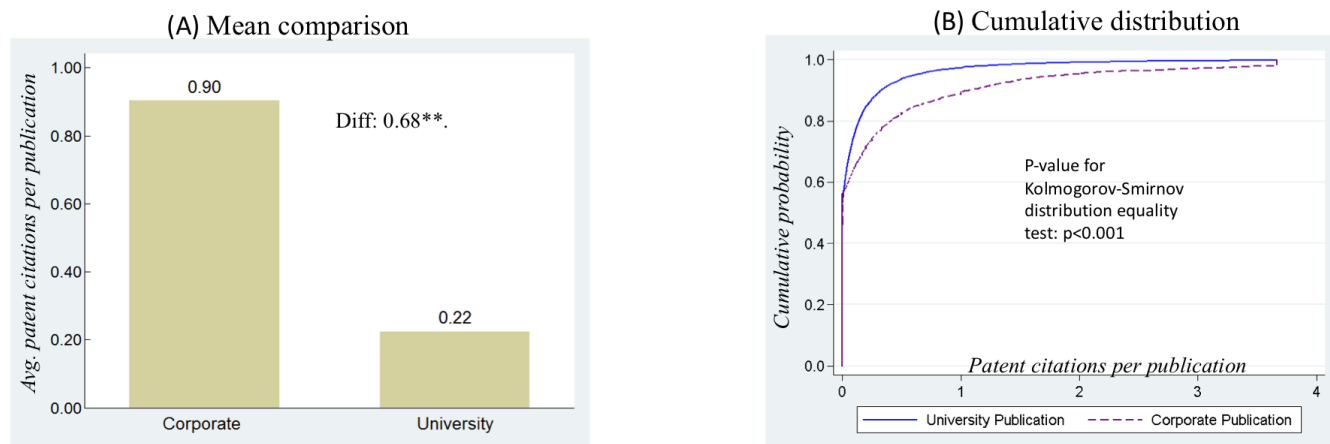 (A) Mean comparison
Avg. patent citations per publication
1.00
0.80
0.60
0.40
0.20
0.00
0.90
Diff: 0.68**.
0.22
Corporate
University
(B) Cumulative distribution
Cumulative probability
1.0
0.8
0.6
0.4
0.2
0.0
P-value for
Kolmogorov-Smirnov
distribution equality
test: p<0.001
Patent citations per publication
0 1 2 3 4
University Publication
Corporate Publication